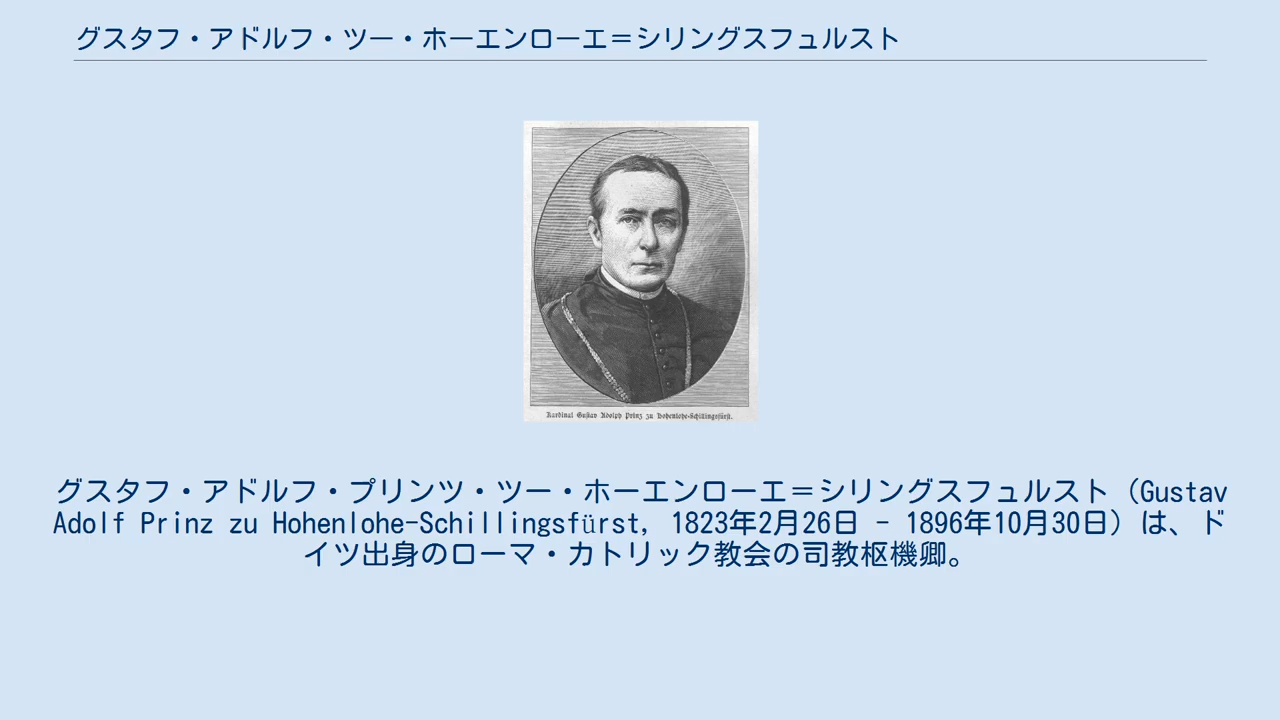 グスタフ・アドルフ・ツー・ホーエンローエ＝シリングスフュルスト
Kardinal Gustav Adolph Prinz zu Hohenlohe-Schillingsfürst.
グスタフ・アドルフ・プリンツ・ツー・ホーエンローエ＝シリングスフュルスト（Gustav
Adolf Prinz zu Hohenlohe-Schillingsfürst, 1823年2月26日 - 1896年10月30日）は、ド
イツ出身のローマ・カトリック教会の司教枢機卿。